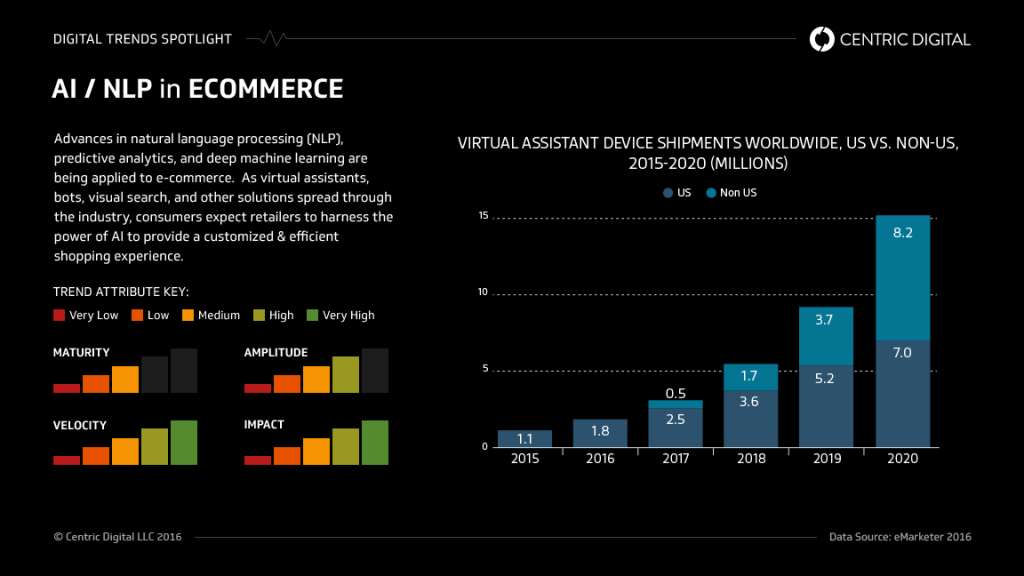 DIGITAL TRENDS SPOTLIGHT
CENTRIC DIGITAL
AI / NLP in ECOMMERCE
Advances in natural language processing (NLP),
predictive analytics, and deep machine learning are
being applied to e-commerce. As virtual assistants,
bots, visual search, and other solutions spread through
the industry, consumers expect retailers to harness the
power of AI to provide a customized & efficient
shopping experience.
TREND ATTRIBUTE KEY:
Very Low Low Medium High Very High
MATURITY
AMPLITUDE
VELOCITY
IMPACT
VIRTUAL ASSISTANT DEVICE SHIPMENTS WORLDWIDE, US VS. NON-US,
2015-2020 (MILLIONS)
US Non US
15
10
5
0
1.1
1.8
0.5
2.5
1.7
3.6
3.7
5.2
8.2
7.0
2015 2016 2017 2018 2019 2020
© Centric Digital LLC 2016
Data Source: eMarketer 2016